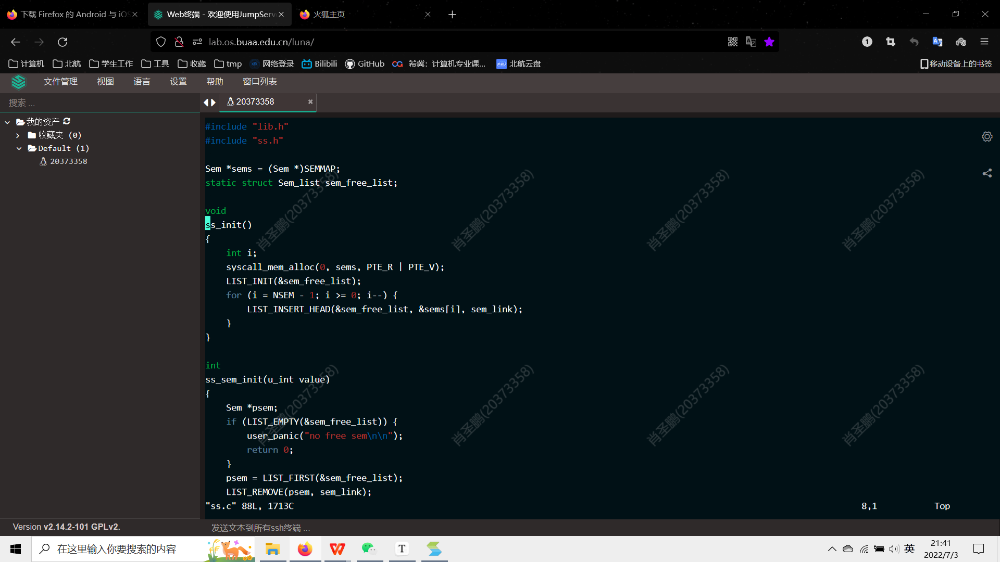 下载 Firefox 的 Android 与 iOS
Web终端 - 欢迎使用JumpServ
火狐主页
lab.os.buaa.edu.cn/luna/
1
计算机
北航
学生工作
工具
收藏
tmp
网络登录
Bilibili
GitHub
CG
希冀：计算机专业课...
北航云盘
移动设备上的书签
文件管理
视图
语言
设置
帮助
窗口列表
搜索 ...
20373358
我的资产
收藏夹 (0)
Default (1)
20373358
#include "lib.h"
#include "ss.h"
Sem *sems = (Sem *)SEMMAP;
static struct Sem_list sem_free_list;
void
ss_init()
{
    int i;
    syscall_mem_alloc(0, sems, PTE_R | PTE_V);
    LIST_INIT(&sem_free_list);
    for (i = NSEM - 1; i >= 0; i--) {
        LIST_INSERT_HEAD(&sem_free_list, &sems[i], sem_link);
    }
}
int
ss_sem_init(u_int value)
{
    Sem *psem;
    if (LIST_EMPTY(&sem_free_list)) {
        user_panic("no free sem\n\n");
        return 0;
    }
    psem = LIST_FIRST(&sem_free_list);
    LIST_REMOVE(psem, sem_link);
"ss.c" 88L, 1713C
8,1
Top
肖圣鹏(20373358)
肖圣鹏(20373358)
肖圣鹏(20373358)
肖圣鹏(20373358)
肖圣鹏(20373358)
肖圣鹏(20373358)
肖圣鹏(20373358)
肖圣鹏(20373358)
Version v2.14.2-101 GPLv2.
发送文本到所有ssh终端 ...
在这里输入你要搜索的内容
T
英
21:41
2022/7/3